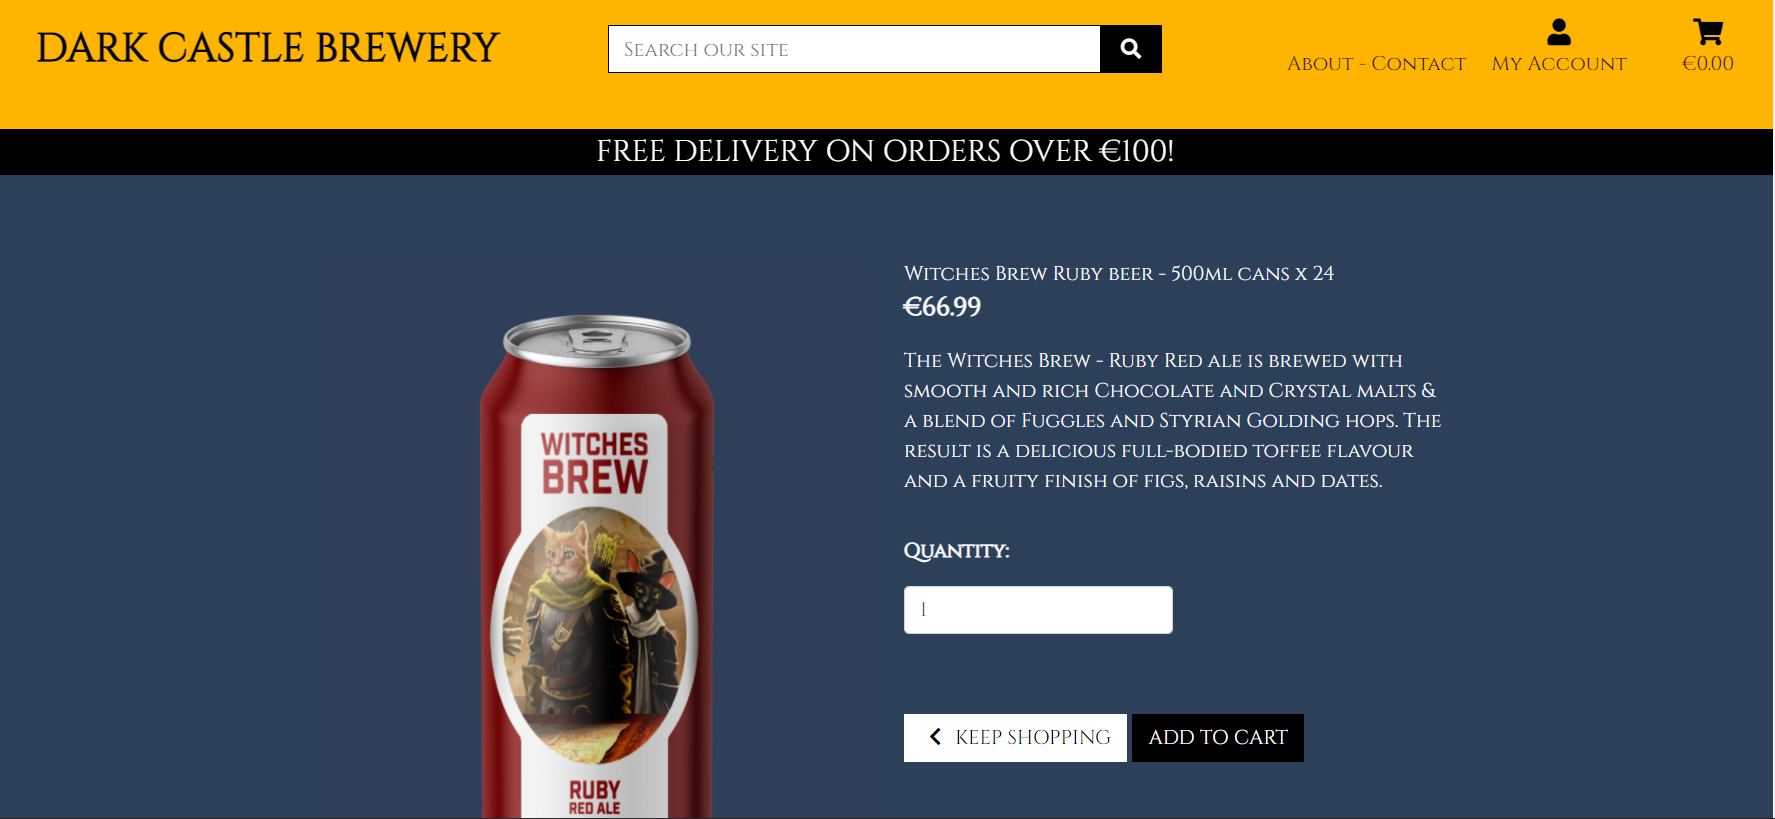 DARK CASTLE BREWERY
Search our site
About - Contact
My Account
€0.00
FREE DELIVERY ON ORDERS OVER €100!
Witches Brew Ruby beer - 500ml cans x 24
€66.99
The Witches Brew - Ruby Red ale is brewed with
smooth and rich Chocolate and Crystal malts &
a blend of Fuggles and Styrian Golding hops. The
result is a delicious full-bodied toffee flavour
and a fruity finish of figs, raisins and dates.
Quantity:
1
KEEP SHOPPING
ADD TO CART
WITCHES
BREW
RUBY
RED ALE